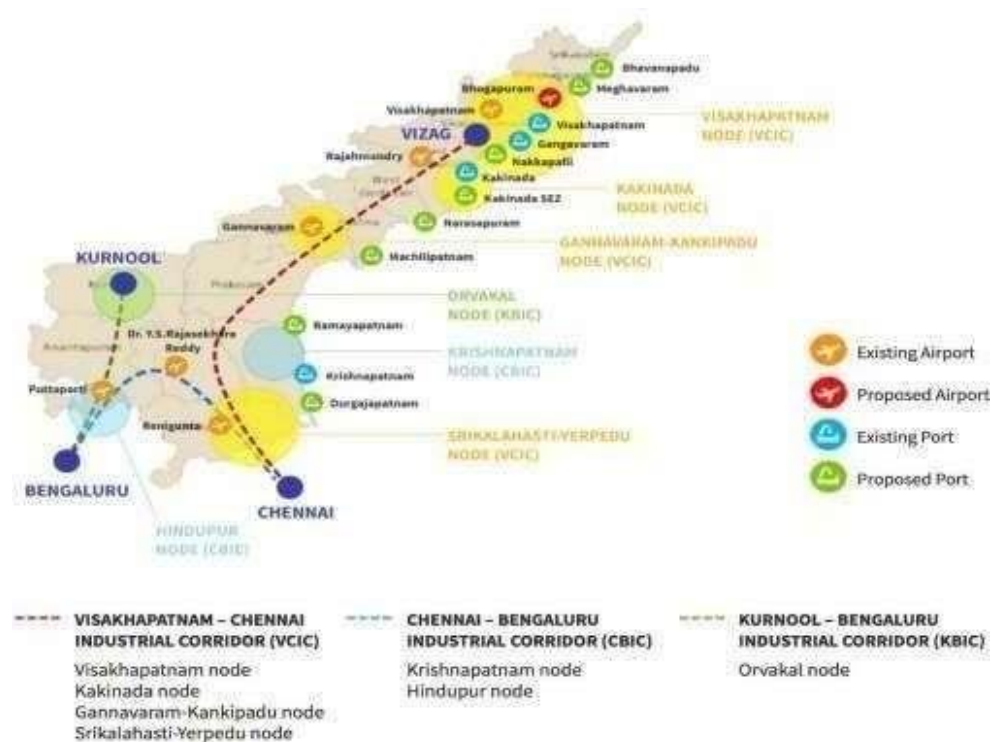 Bhavanapadu
Meghavaram
Bhogapuram
Visakhapatnam
VIZAG
Visakhapatnam
Gangavaram
Rajahmandry
Nakkapalli
Kakinada
Kakinada SEZ
Narasapuram
Gannavaram
Machilipatnam
VISAKHAPATNAM
NODE (VCIC)
KAKINADA
NODE (VCIC)
GANNAVARAM-KANKIPADU
NODE (VCIC)
KURNOOL
Prakasam
ORVAKAL
NODE (KBIC)
Ramayapatnam
Dr. Y.S.Rajasekhara
Reddy
KRISHNAPATNAM
NODE (CBIC)
Krishnapatnam
Puttaparti
Durgajapatnam
Renigunta
SRIKALAHASTI-YERPEDU
NODE (VCIC)
BENGALURU
CHENNAI
HINDUPUR
NODE (CBIC)
Existing Airport
Proposed Airport
Existing Port
Proposed Port
VISAKHAPATNAM – CHENNAI
INDUSTRIAL CORRIDOR (VCIC)
Visakhapatnam node
Kakinada node
Gannavaram-Kankipadu node
Srikalahasti-Yerpedu node
CHENNAI – BENGALURU
INDUSTRIAL CORRIDOR (CBIC)
Krishnapatnam node
Hindupur node
KURNOOL – BENGALURU
INDUSTRIAL CORRIDOR (KBIC)
Orvakal node